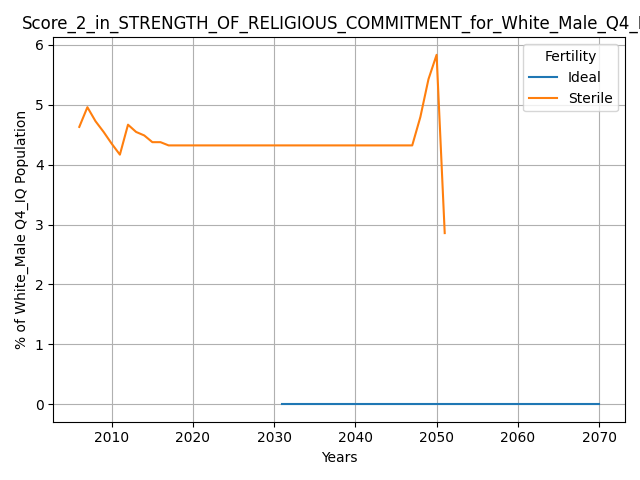 Score_2_in_STRENGTH_OF_RELIGIOUS_COMMITMENT_for_White_Male_Q4_
Fertility
Ideal
Sterile
% of White_Male Q4_IQ Population
6
5
4
3
2
1
0
2010 2020 2030 2040 2050 2060 2070
Years